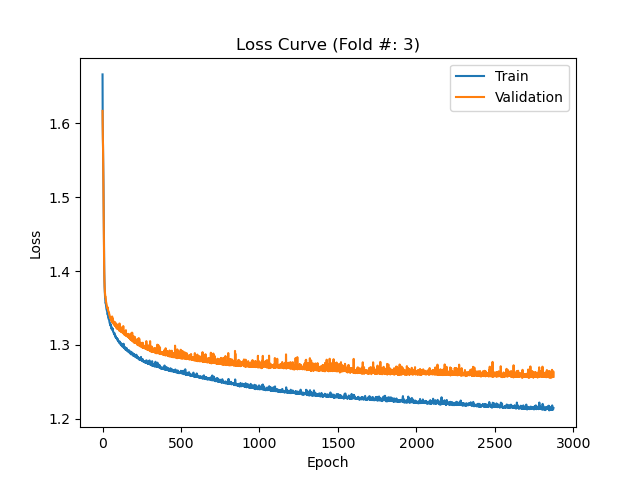 Loss Curve (Fold #: 3)
Train
Validation
Loss
1.6
1.5
1.4
1.3
1.2
0 500 1000 1500 2000 2500 3000
Epoch